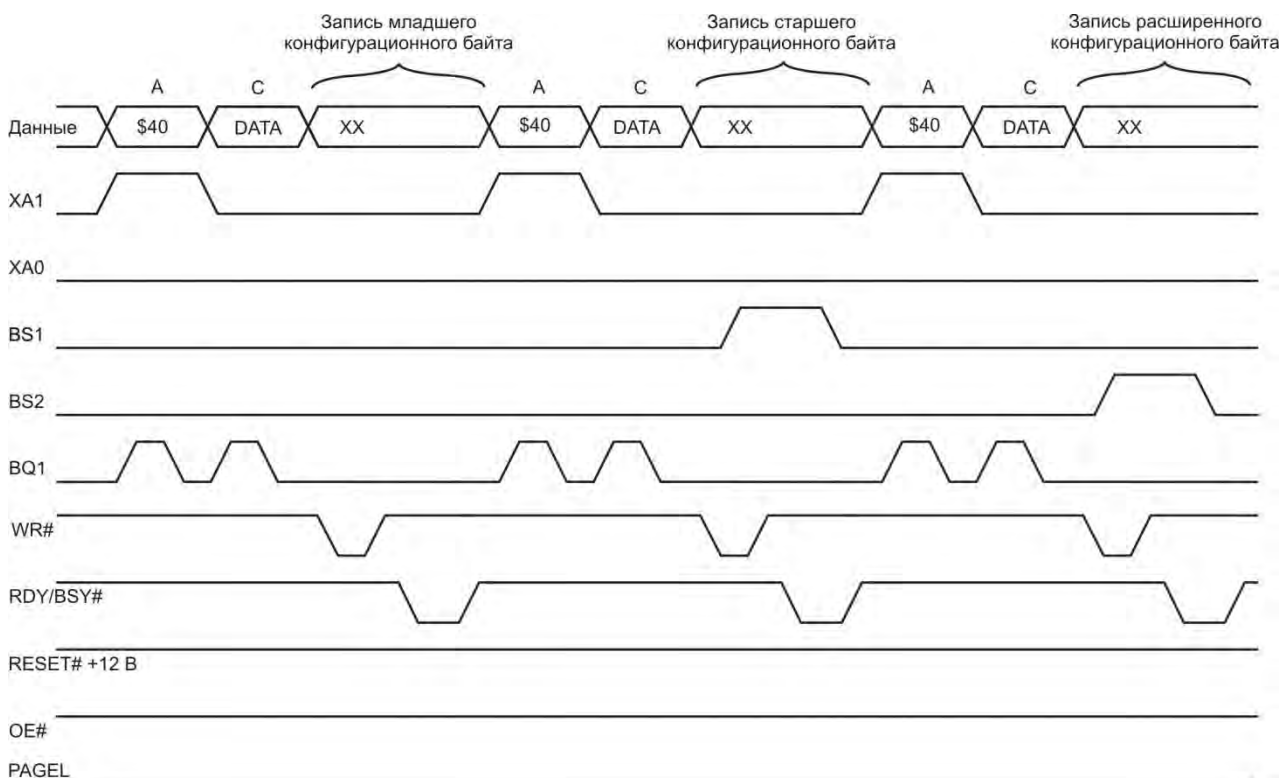 Запись младшего
конфигурационного байта
Запись старшего
конфигурационного байта
Запись расширенного
конфигурационного байта
A C A C A C
Данные $40 DATA XX $40 DATA XX $40 DATA XX
XA1
XA0
BS1
BS2
BQ1
WR#
RDY/BSY#
RESET# +12 В
OE#
PAGEL